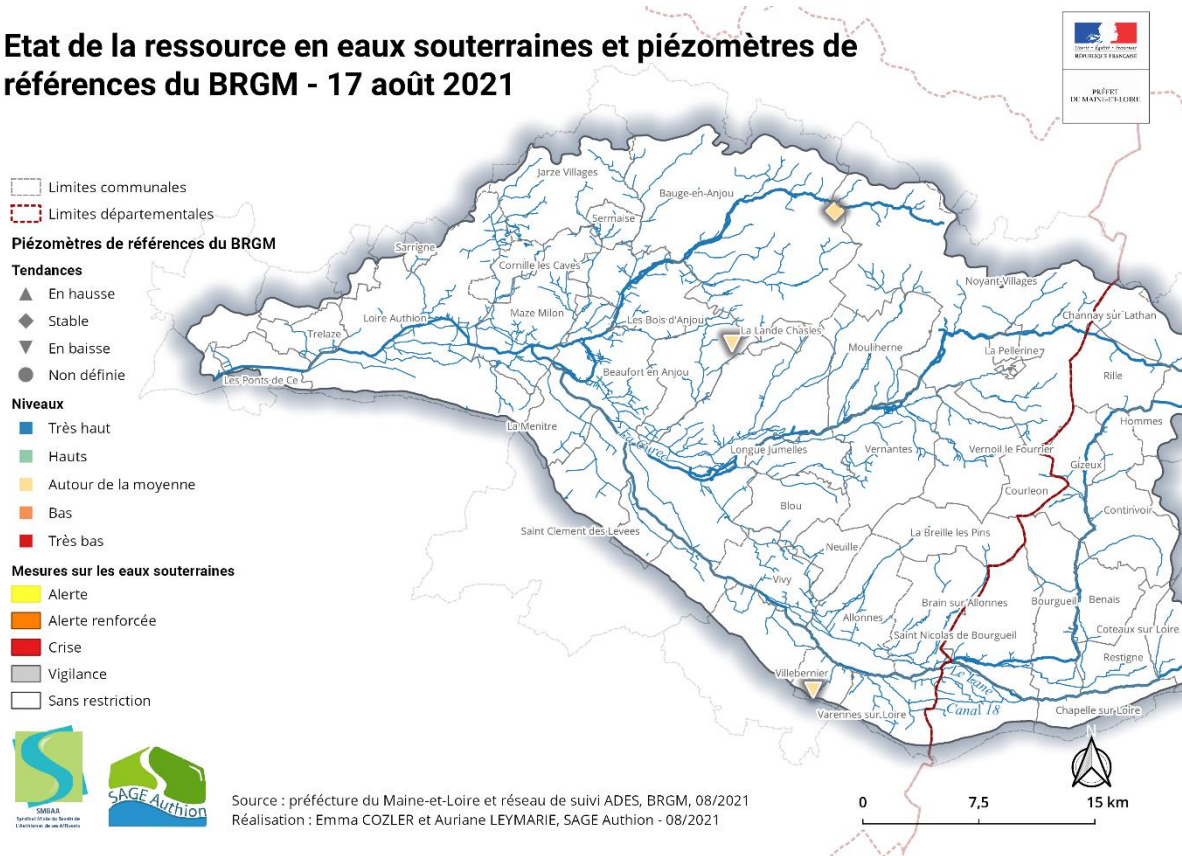 Etat de la ressource en eaux souterraines et piézomètres de
références du BRGM - 17 août 2021
RÉPUBLIQUE FRANÇAISE
PRÉFET
DE MAINE-ET-LOIRE
Limites communales
Limites départementales
Piézomètres de références du BRGM
Tendances
En hausse
Stable
En baisse
Non définie
Niveaux
Très haut
Hauts
Autour de la moyenne
Bas
Très bas
Mesures sur les eaux souterraines
Alerte
Alerte renforcée
Crise
Vigilance
Sans restriction
Jarze Villages
Bauge-en-Anjou
Sermaise
Sarrigne
Cornille les Caves
Noyant-Villages
Maze Milon
Loire Authion
Les Bois d'Anjou
Channay sur Lathan
Trelaze
La Lande Chasles
Mouliherne
La Pellerine
Beaufort en Anjou
Rille
Les Ponts de Ce
Hommes
La Menitre
Longue Jumelles
Vernantes
Vernoil le Fourrier
Gizeux
Courleon
Blou
Continvoir
Saint Clement des Levees
La Breille les Pins
Neuille
Vivy
Brain sur Allonnes
Bourgueil
Benais
Allonnes
Saint Nicolas de Bourgueil
Coteaux sur Loire
Restigne
Villebernier
Le Lane
Canal 18
Varennes sur Loire
Chapelle sur Loire
N
SMBAA
SAGE Authion
Source : préfécture du Maine-et-Loire et réseau de suivi ADES, BRGM, 08/2021
Réalisation : Emma COZLER et Auriane LEYMARIE, SAGE Authion - 08/2021
0 7,5 15 km